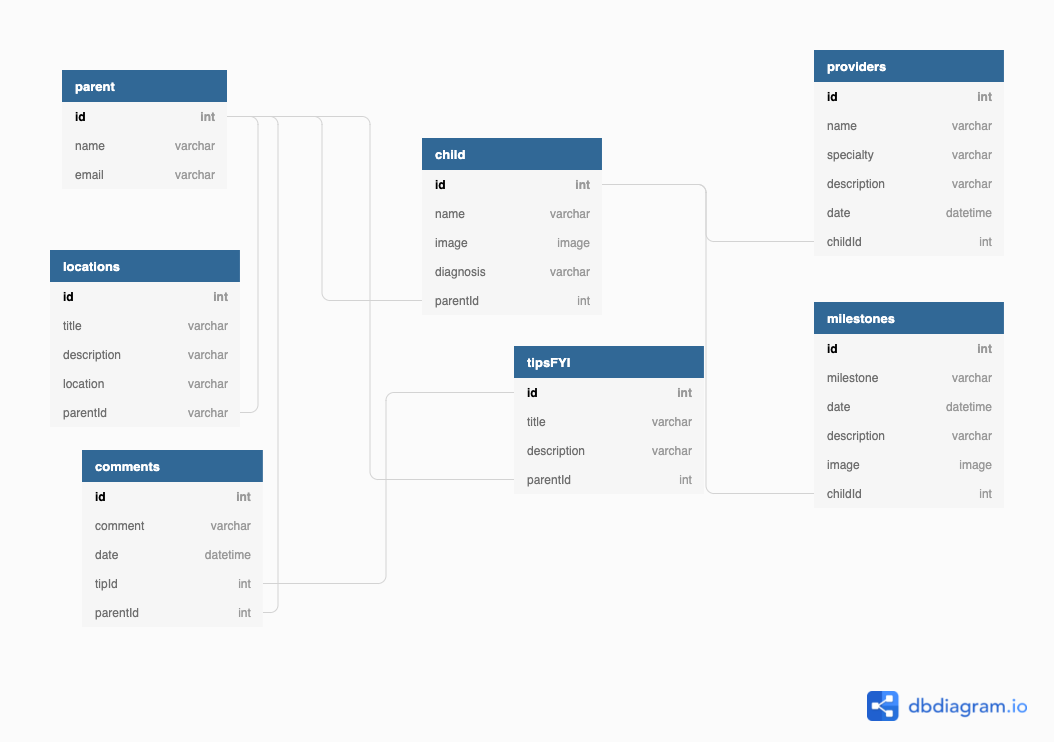 parent
id int
name varchar
email varchar
locations
id int
title varchar
description varchar
location varchar
parentId varchar
comments
id int
comment varchar
date datetime
tipId int
parentId int
child
id int
name varchar
image image
diagnosis varchar
parentId int
tipsFYI
id int
title varchar
description varchar
parentId int
providers
id int
name varchar
specialty varchar
description varchar
date datetime
childId int
milestones
id int
milestone varchar
date datetime
description varchar
image image
childId int
dbdiagram.io